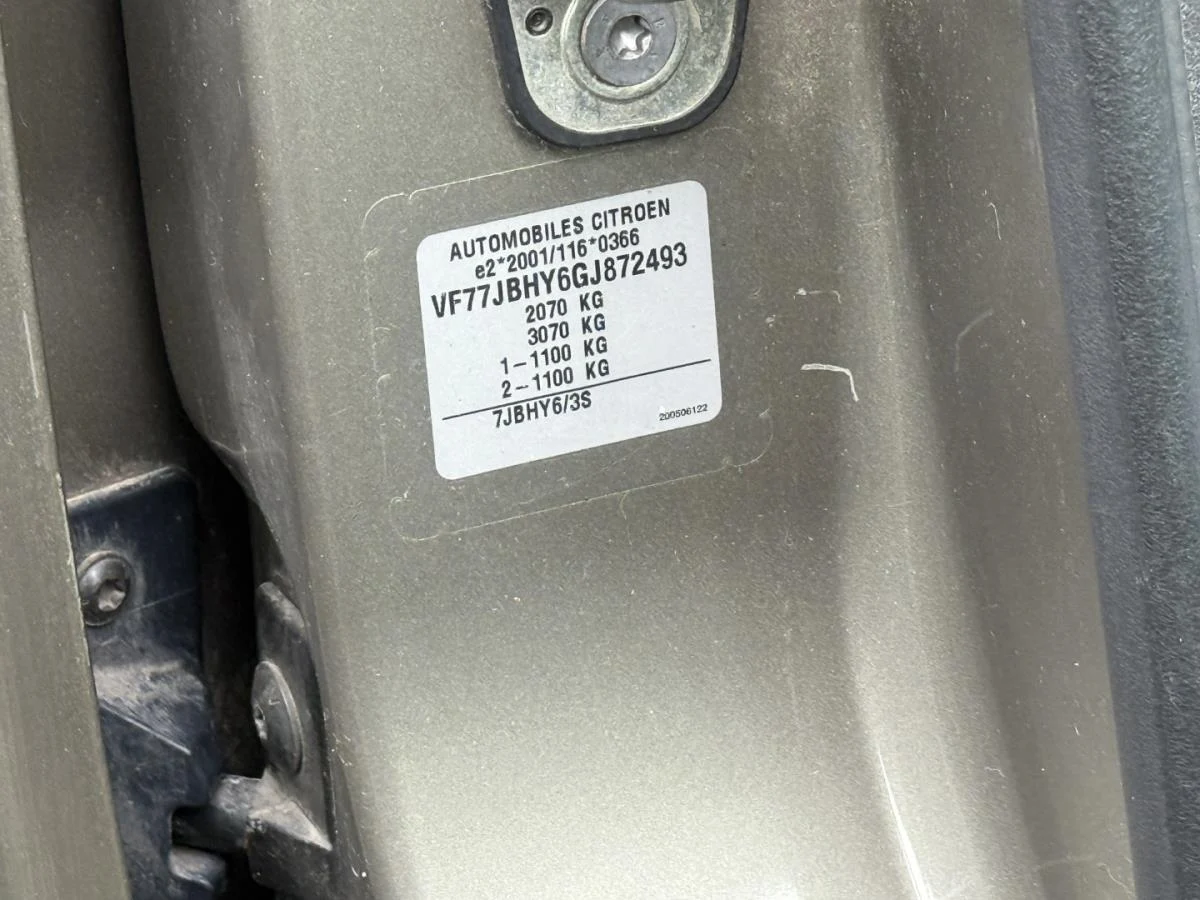 AUTOMOBILES CITROEN
e2*2001/116*0366
VF77JBHY6GJ872493
2070 KG
3070 KG
1-1100 KG
2-1100 KG
7JBHY6/3S
200506122